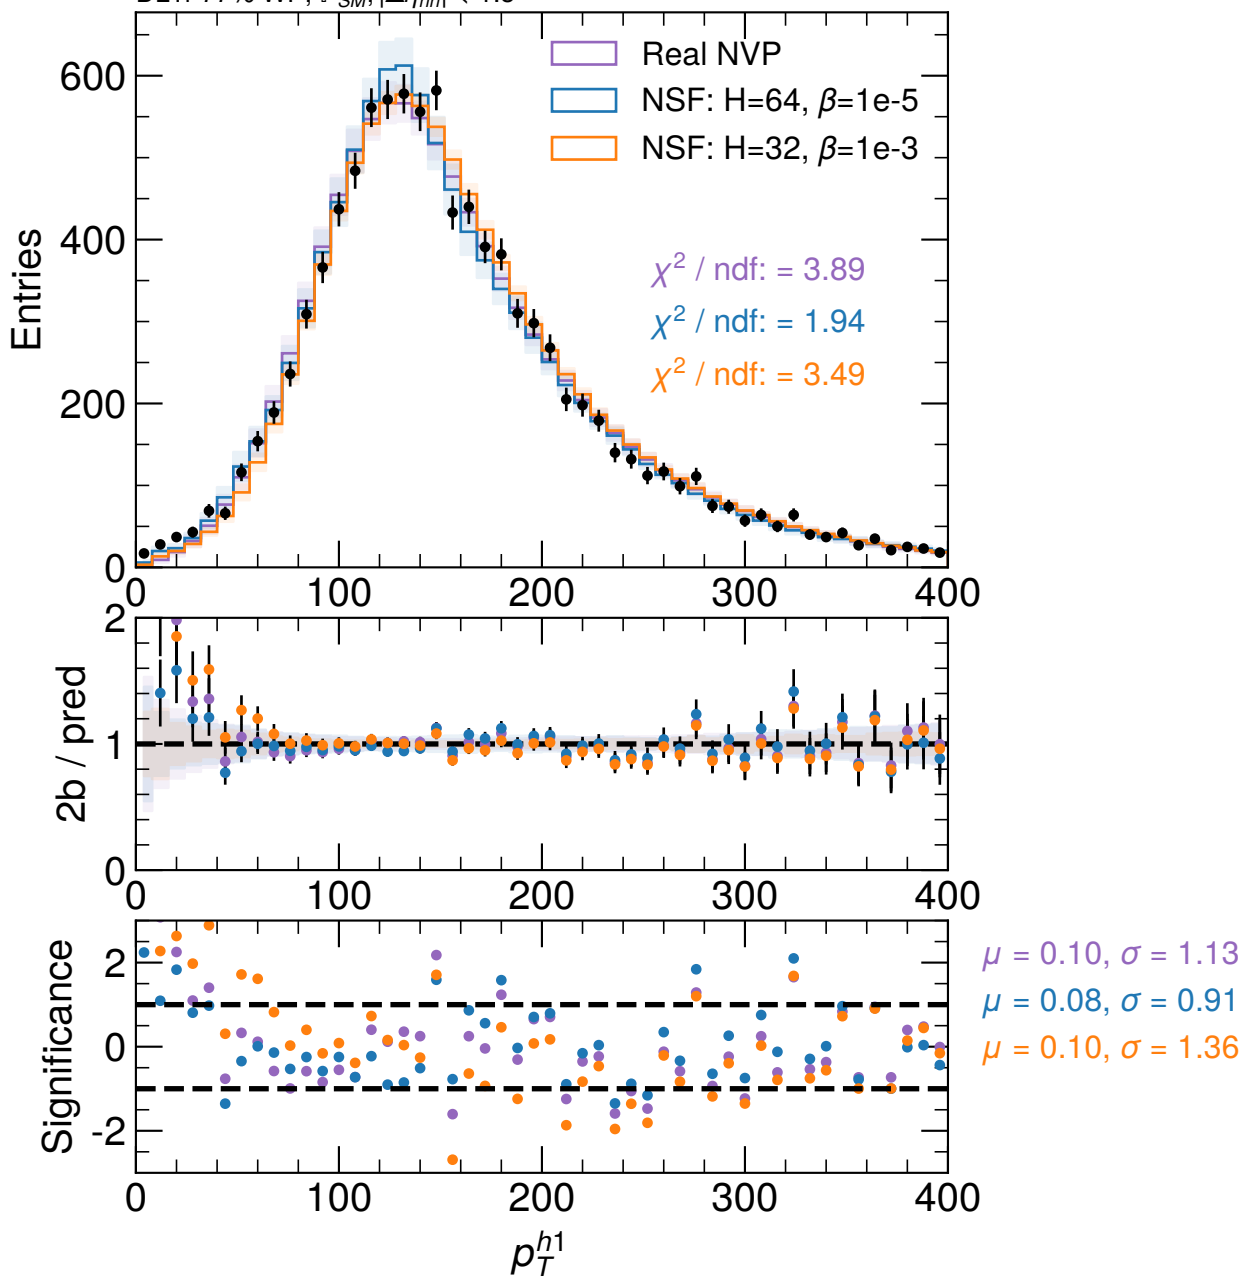 Real NVP
NSF: H=64, β=1e-5
NSF: H=32, β=1e-3
χ² / ndf: = 3.89
χ² / ndf: = 1.94
χ² / ndf: = 3.49
Entries
600
400
200
0
0 100 200 300 400
2b / pred
2
1
0
0 100 200 300 400
Significance
2
0
-2
μ = 0.10, σ = 1.13
μ = 0.08, σ = 0.91
μ = 0.10, σ = 1.36
0 100 200 300 400
p_T^{h1}